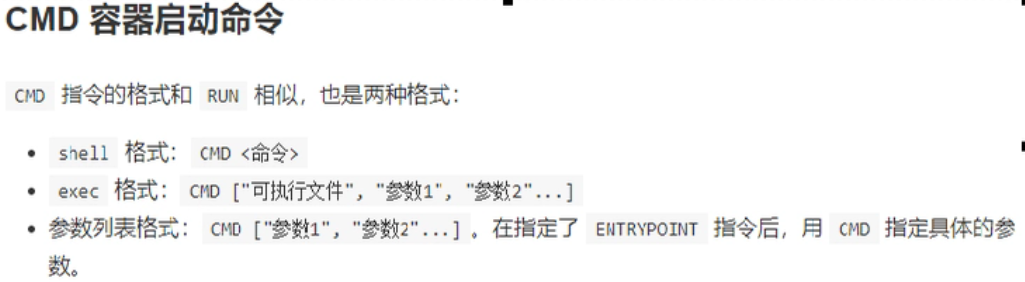 CMD 容器启动命令
CMD 指令的格式和 RUN 相似，也是两种格式：
• shell 格式： CMD <命令>
• exec 格式： CMD ["可执行文件", "参数1", "参数2"...]
• 参数列表格式： CMD ["参数1", "参数2"...] 。在指定了 ENTRYPOINT 指令后，用 CMD 指定具体的参
数。